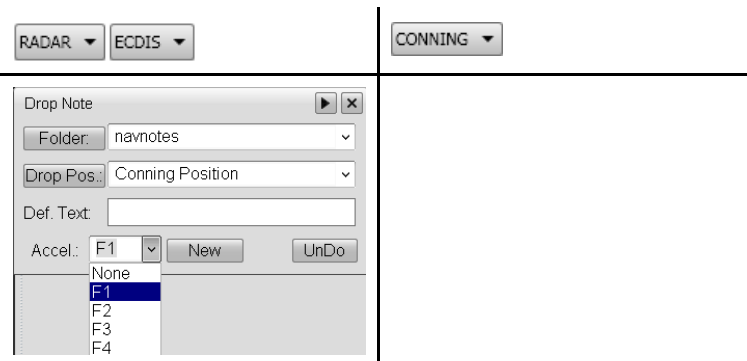 RADAR ECDIS CONNING
Drop Note
Folder: navnotes
Drop Pos.: Conning Position
Def. Text:
Accel.: F1 New UnDo
None
F1
F2
F3
F4